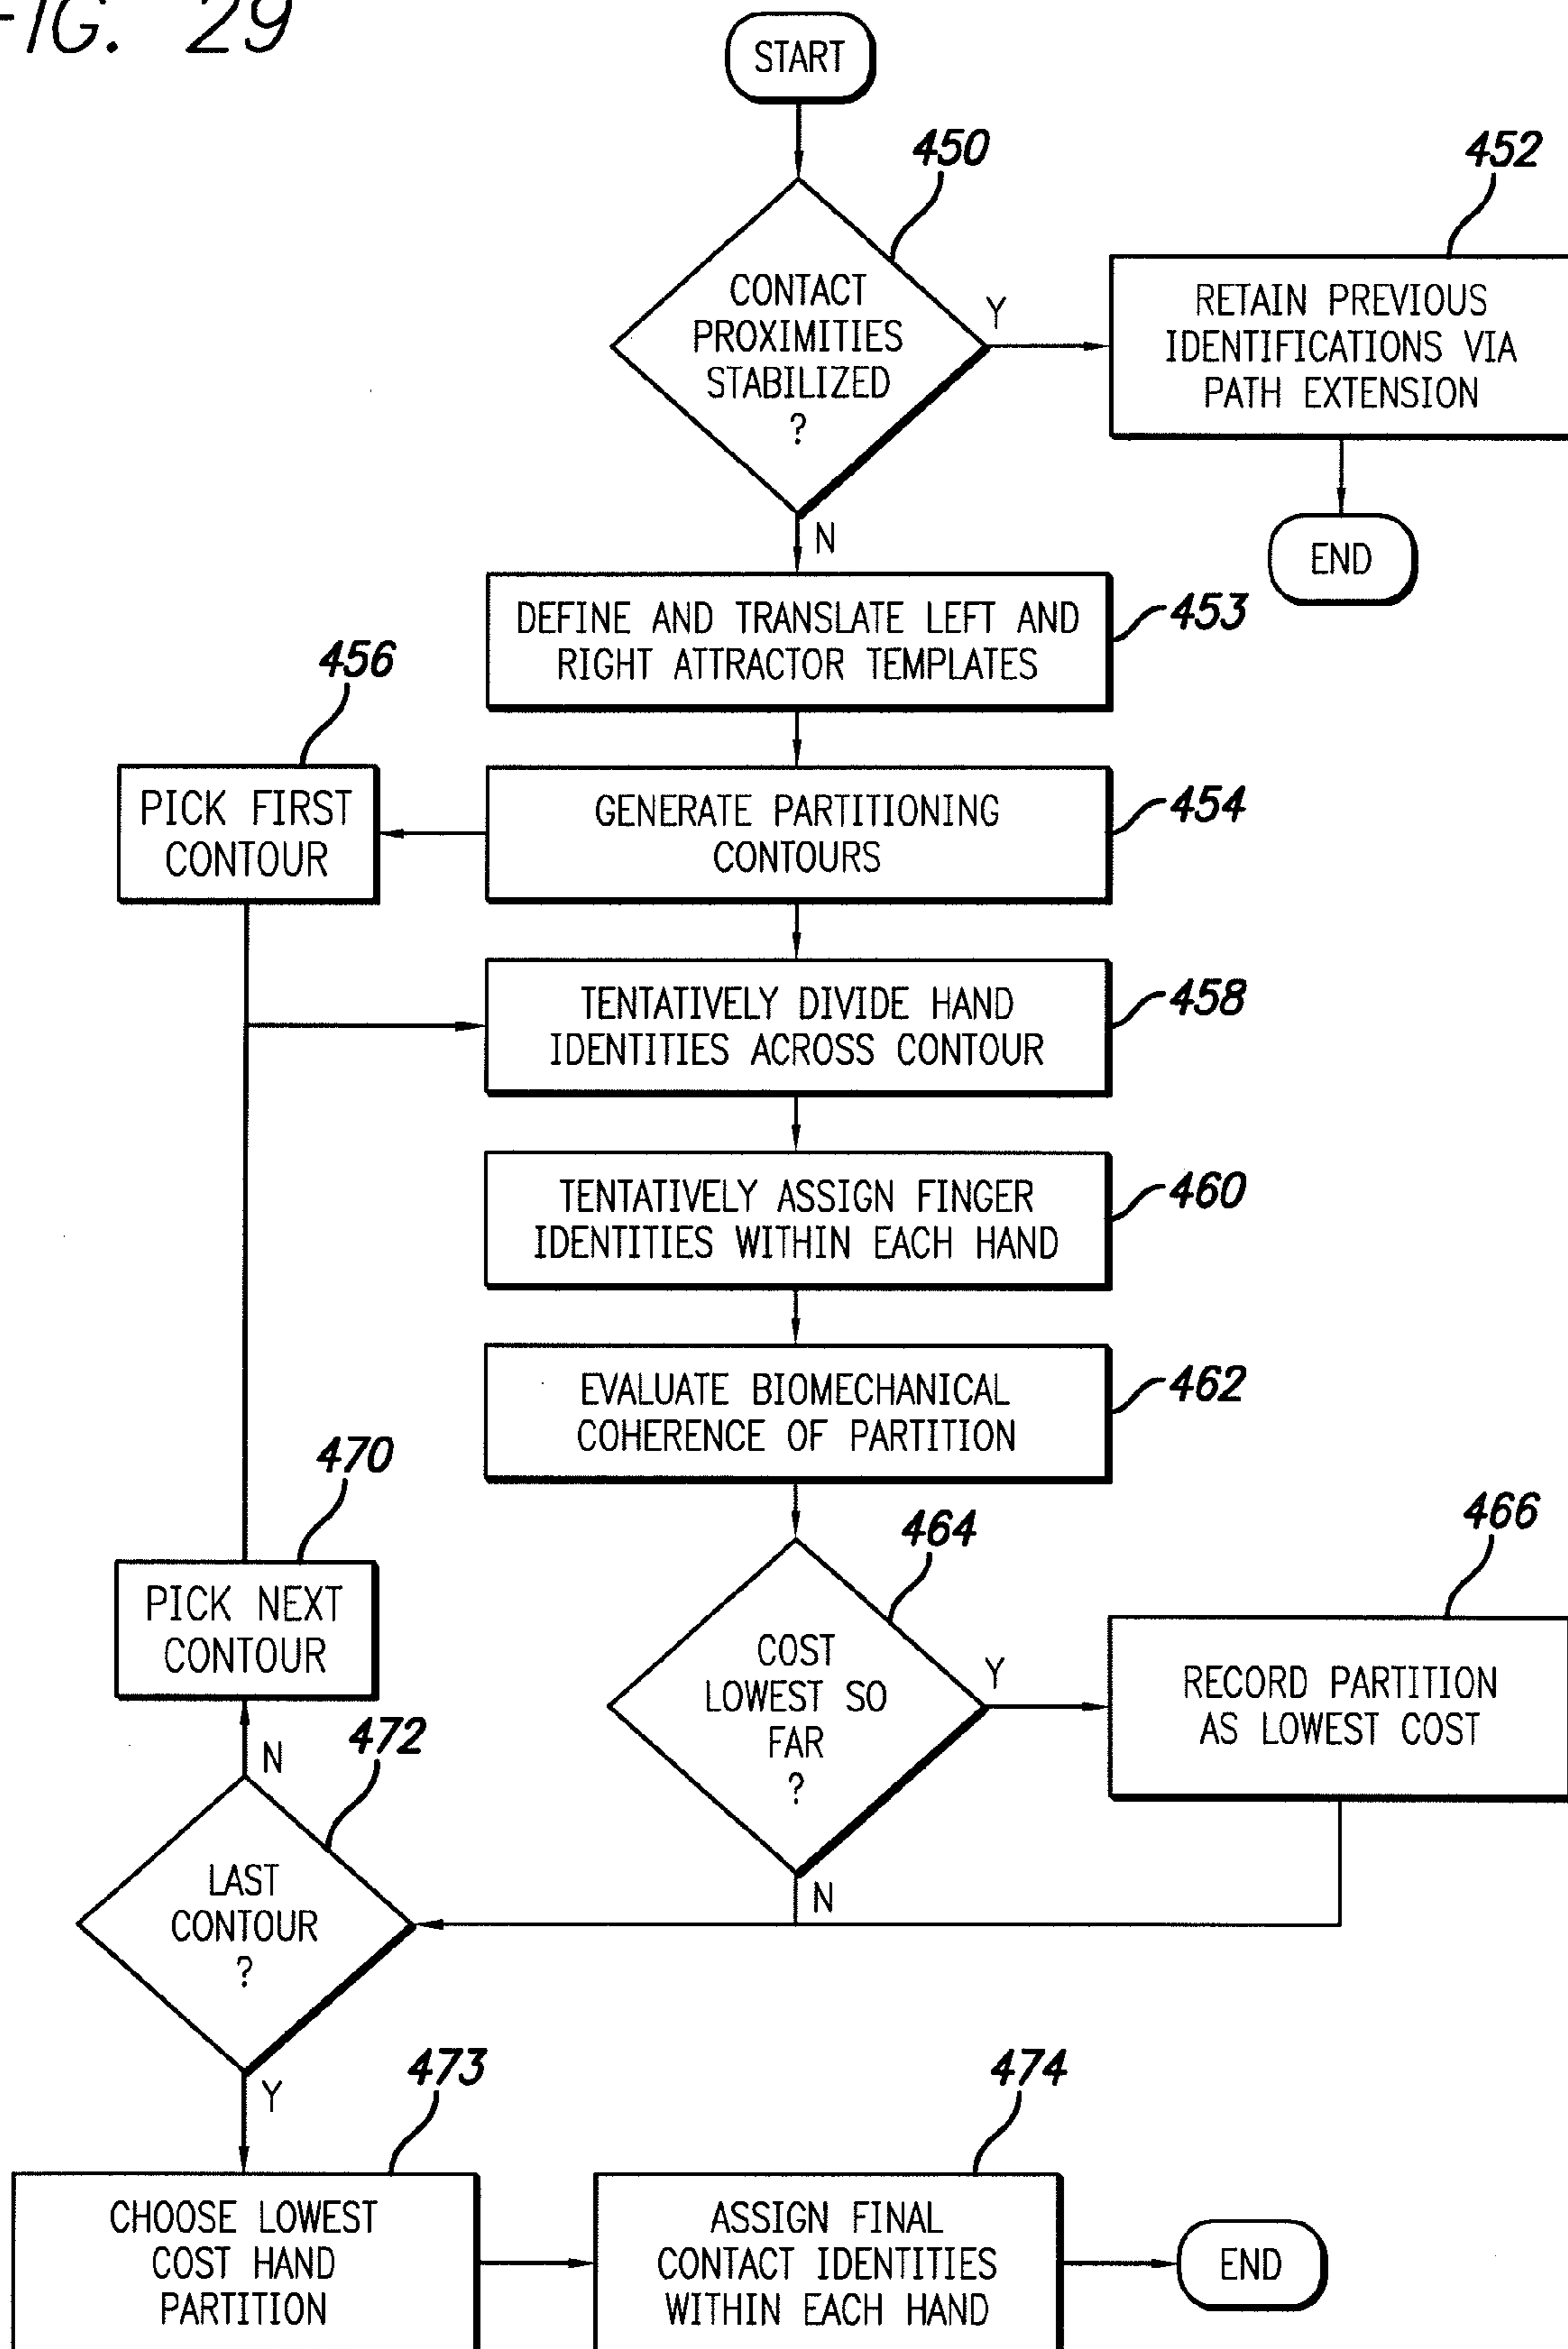 FIG. 29
START
450
452
CONTACT
PROXIMITIES
STABILIZED
?
Y
RETAIN PREVIOUS
IDENTIFICATIONS VIA
PATH EXTENSION
N
END
DEFINE AND TRANSLATE LEFT AND
RIGHT ATTRACTOR TEMPLATES
453
456
PICK FIRST
CONTOUR
GENERATE PARTITIONING
CONTOURS
454
TENTATIVELY DIVIDE HAND
IDENTITIES ACROSS CONTOUR
458
TENTATIVELY ASSIGN FINGER
IDENTITIES WITHIN EACH HAND
460
EVALUATE BIOMECHANICAL
COHERENCE OF PARTITION
462
470
PICK NEXT
CONTOUR
464
466
COST
LOWEST SO
FAR
?
Y
RECORD PARTITION
AS LOWEST COST
N
472
N
LAST
CONTOUR
?
Y
473
474
CHOOSE LOWEST
COST HAND
PARTITION
ASSIGN FINAL
CONTACT IDENTITIES
WITHIN EACH HAND
END